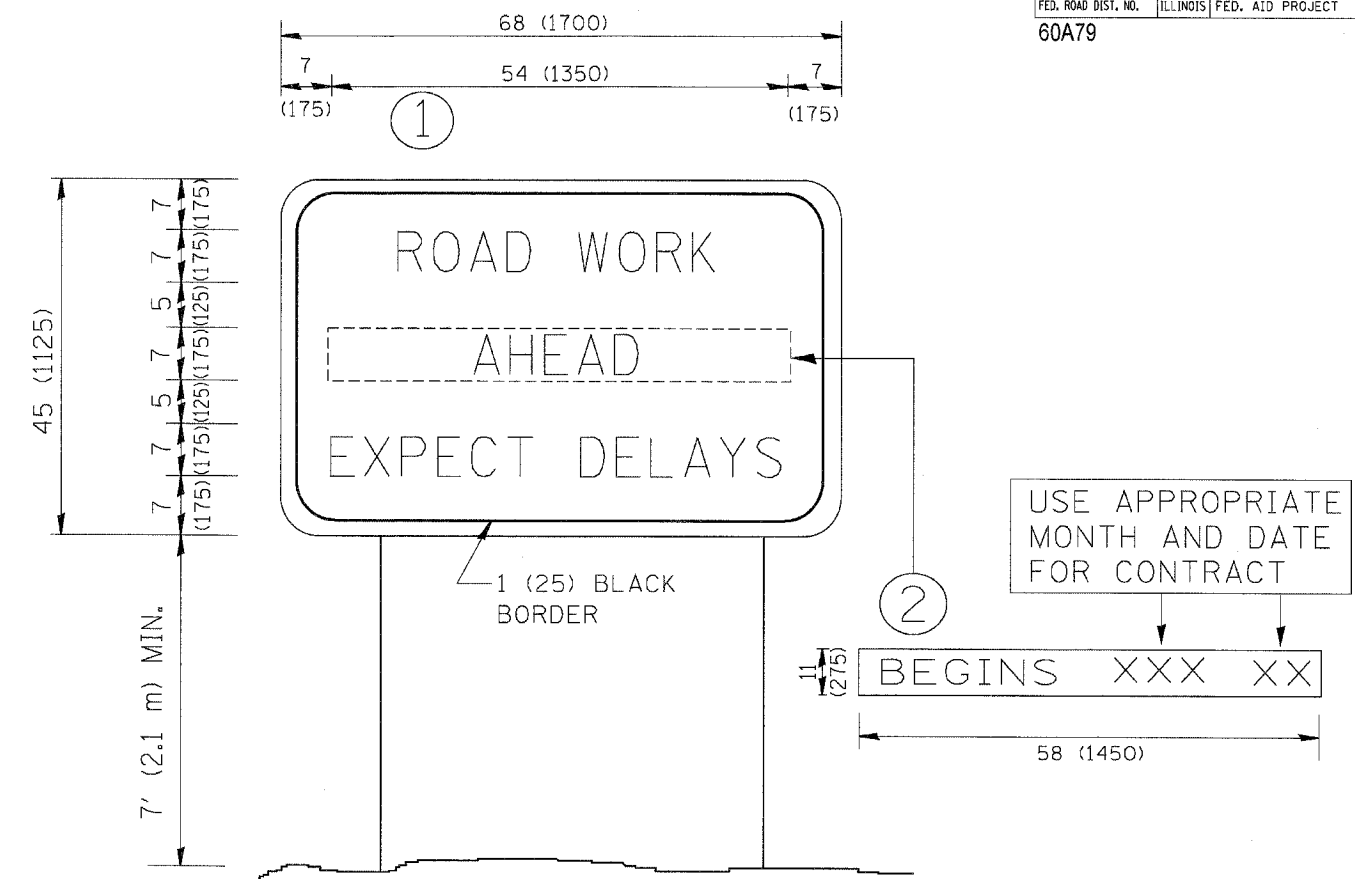 FED. ROAD DIST. NO. ILLINOIS FED. AID PROJECT
60A79
68 (1700)
7 54 (1350) 7
(175) (175)
1
45 (1125)
7 (175)
7 (175)
5 (125)
7 (175)
5 (125)
7 (175)
7 (175)
ROAD WORK
AHEAD
EXPECT DELAYS
1 (25) BLACK
BORDER
7' (2.1 m) MIN.
2
USE APPROPRIATE
MONTH AND DATE
FOR CONTRACT
11
(275)
BEGINS XXX XX
58 (1450)